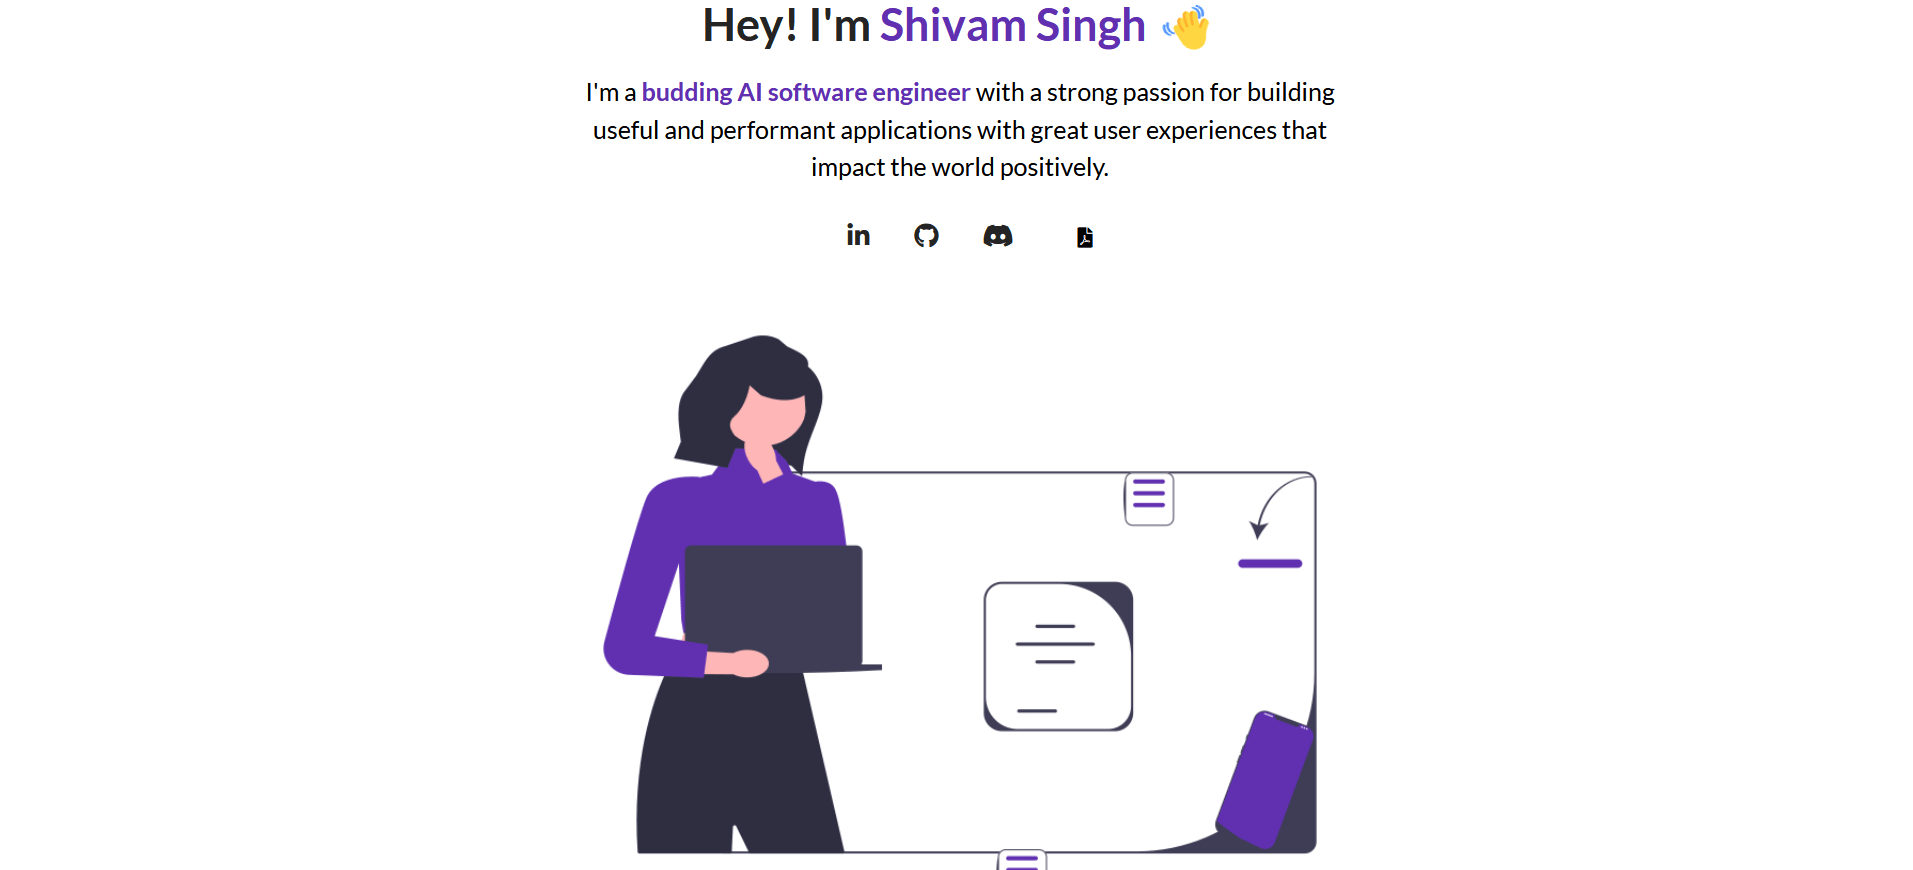 Hey! I'm Shivam Singh 👋
I'm a budding AI software engineer with a strong passion for building
useful and performant applications with great user experiences that
impact the world positively.
in